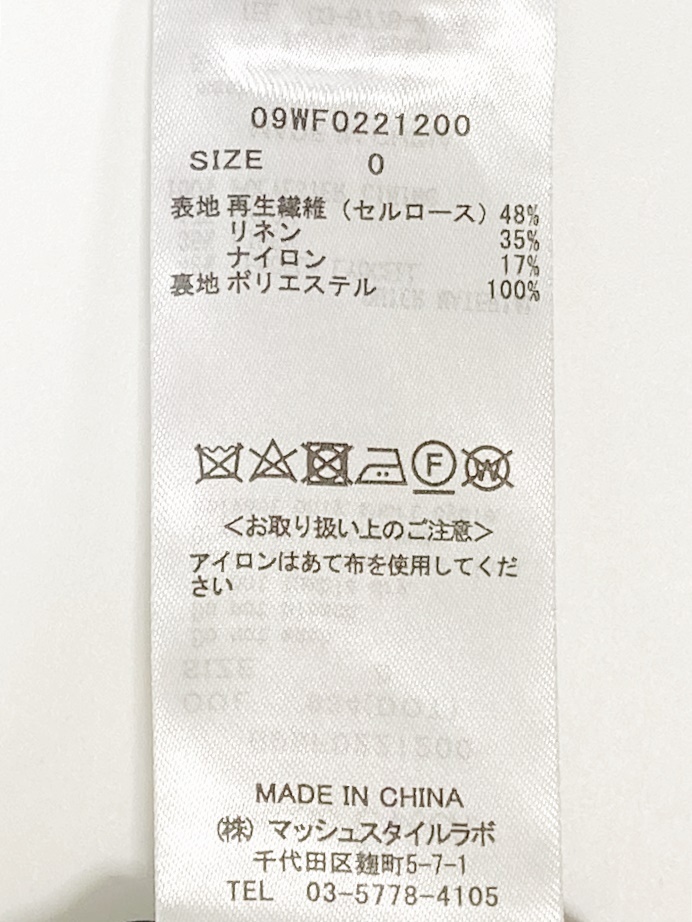 09WF0221200
SIZE 0
表地 再生繊維（セルロース） 48%
リネン 35%
ナイロン 17%
裏地 ポリエステル 100%
F W
＜お取り扱い上のご注意＞
アイロンはあて布を使用してくだ
さい
MADE IN CHINA
（株）マッシュスタイルラボ
千代田区麹町5-7-1
TEL 03-5778-4105